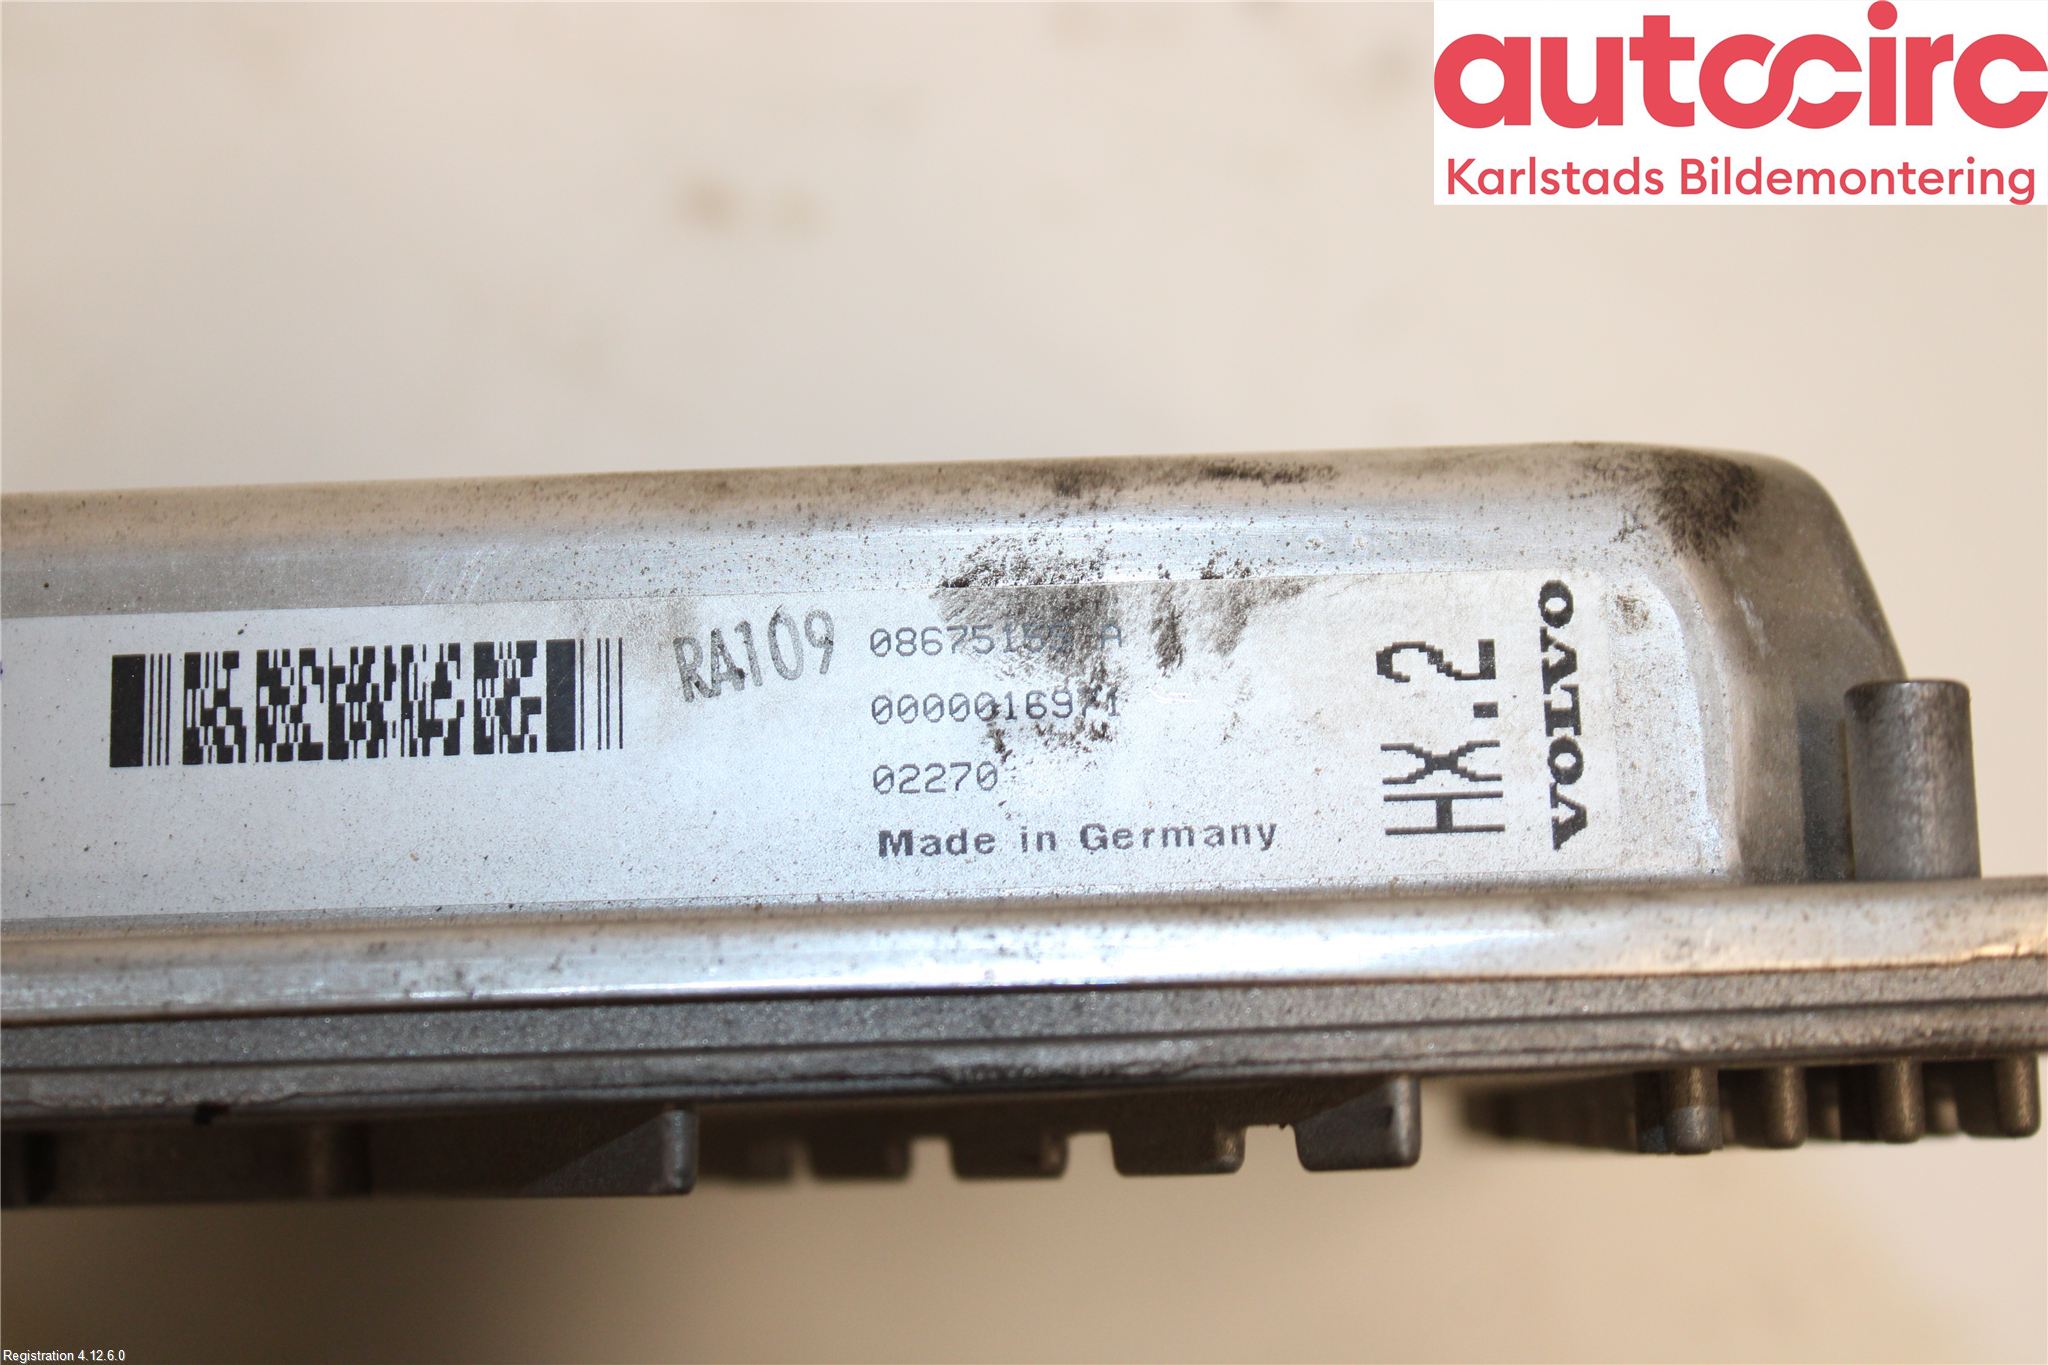 autocirc
Karlstads Bildemontering
RA109
A
02270
Made in Germany
HX.2
VOLVO
Registration 4.12.6.0